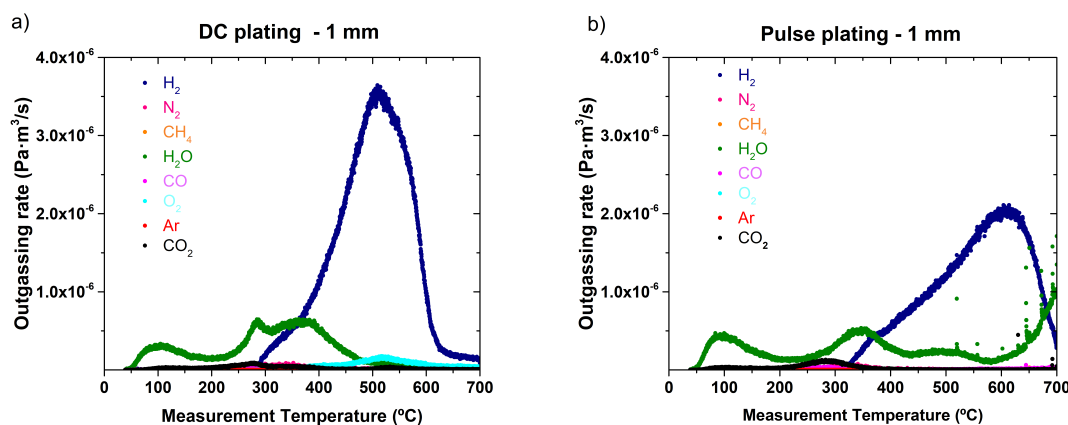 a)
DC plating - 1 mm
4.0x10⁻⁶
3.0x10⁻⁶
2.0x10⁻⁶
1.0x10⁻⁶
Outgassing rate (Pa·m³/s)
H₂
N₂
CH₄
H₂O
CO
O₂
Ar
CO₂
0 100 200 300 400 500 600 700
Measurement Temperature (ºC)
b)
Pulse plating - 1 mm
4.0x10⁻⁶
3.0x10⁻⁶
2.0x10⁻⁶
1.0x10⁻⁶
Outgassing rate (Pa·m³/s)
H₂
N₂
CH₄
H₂O
CO
O₂
Ar
CO₂
0 100 200 300 400 500 600 700
Measurement Temperature (ºC)